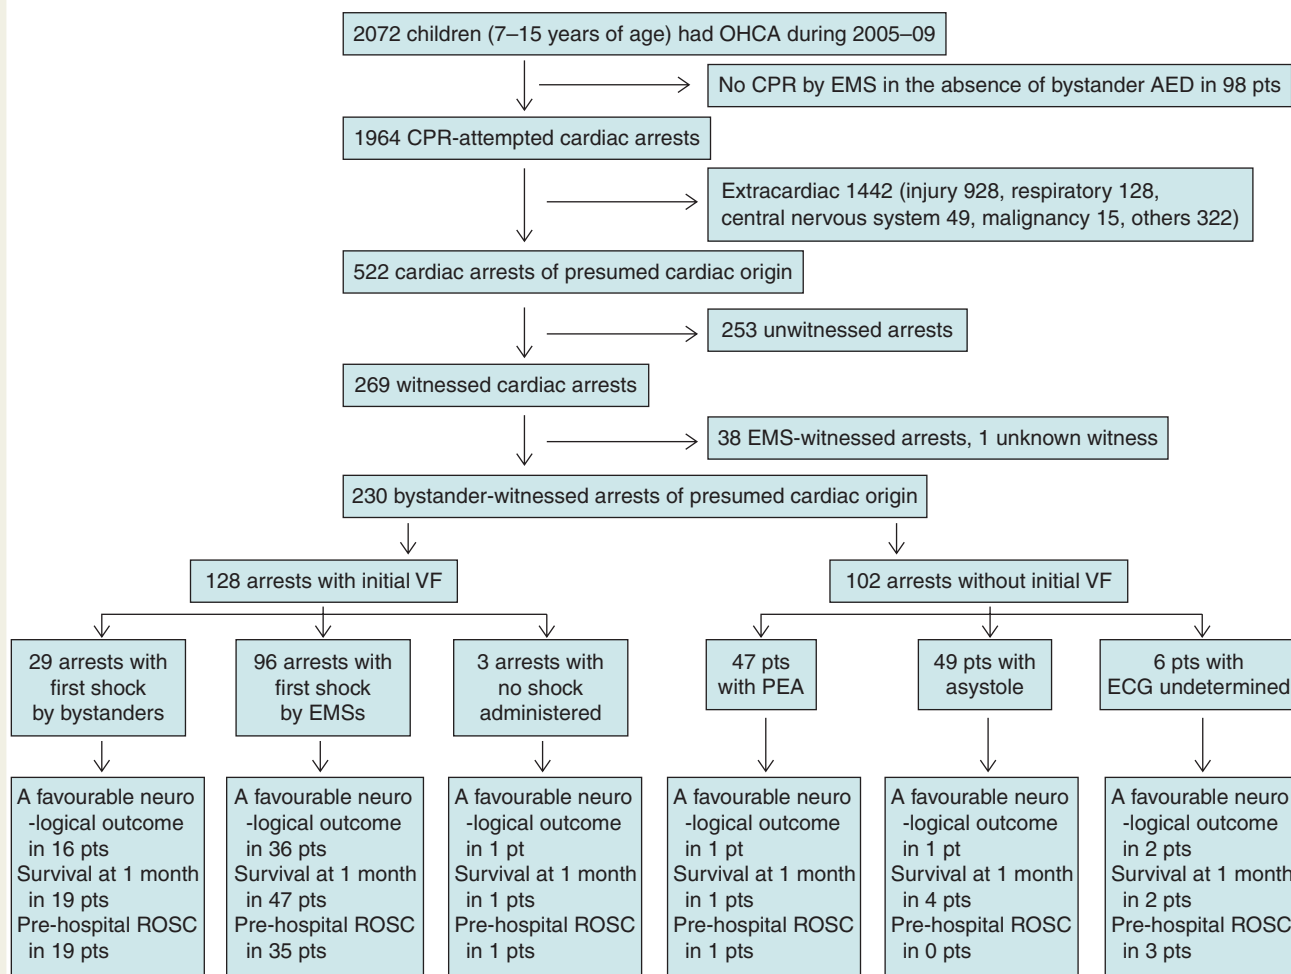 2072 children (7–15 years of age) had OHCA during 2005–09
No CPR by EMS in the absence of bystander AED in 98 pts
1964 CPR-attempted cardiac arrests
Extracardiac 1442 (injury 928, respiratory 128,
central nervous system 49, malignancy 15, others 322)
522 cardiac arrests of presumed cardiac origin
253 unwitnessed arrests
269 witnessed cardiac arrests
38 EMS-witnessed arrests, 1 unknown witness
230 bystander-witnessed arrests of presumed cardiac origin
128 arrests with initial VF
102 arrests without initial VF
29 arrests with
first shock
by bystanders
96 arrests with
first shock
by EMSs
3 arrests with
no shock
administered
47 pts
with PEA
49 pts with
asystole
6 pts with
ECG undetermined
A favourable neuro
-logical outcome
in 16 pts
Survival at 1 month
in 19 pts
Pre-hospital ROSC
in 19 pts
A favourable neuro
-logical outcome
in 36 pts
Survival at 1 month
in 47 pts
Pre-hospital ROSC
in 35 pts
A favourable neuro
-logical outcome
in 1 pt
Survival at 1 month
in 1 pts
Pre-hospital ROSC
in 1 pts
A favourable neuro
-logical outcome
in 1 pt
Survival at 1 month
in 1 pts
Pre-hospital ROSC
in 1 pts
A favourable neuro
-logical outcome
in 1 pt
Survival at 1 month
in 4 pts
Pre-hospital ROSC
in 0 pts
A favourable neuro
-logical outcome
in 2 pts
Survival at 1 month
in 2 pts
Pre-hospital ROSC
in 3 pts